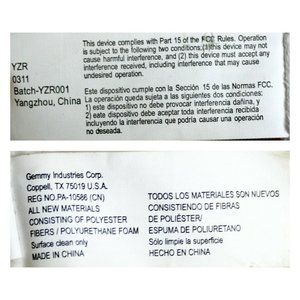 This device complies with Part 15 of the FCC Rules. Operation
is subject to the following two conditions:(1)this device may not
cause harmful interference, and (2) this device must accept any
interference received, including interference that may cause
undesired operation.
YZR
0311
Batch-YZR001
Yangzhou, China
Este dispositivo cumple con la Sección 15 de las Normas FCC.
La operación queda sujeta a las siguientes dos condiciones:
1) este dispositivo no debe provocar interferencia dañina, y
2) este dispositivo debe aceptar toda interferencia recibida
incluyendo la interferencia que podría causar una operación
no deseada.
Gemmy Industries Corp.
Coppell, TX 75019 U.S.A.
REG NO.PA-10586 (CN)
ALL NEW MATERIALS
CONSISTING OF POLYESTER
FIBERS / POLYURETHANE FOAM
Surface clean only
MADE IN CHINA
TODOS LOS MATERIALES SON NUEVOS
CONSISTIENDO DE FIBRAS
DE POLIÉSTER/
ESPUMA DE POLIURETANO
Sólo limpie la superficie
HECHO EN CHINA